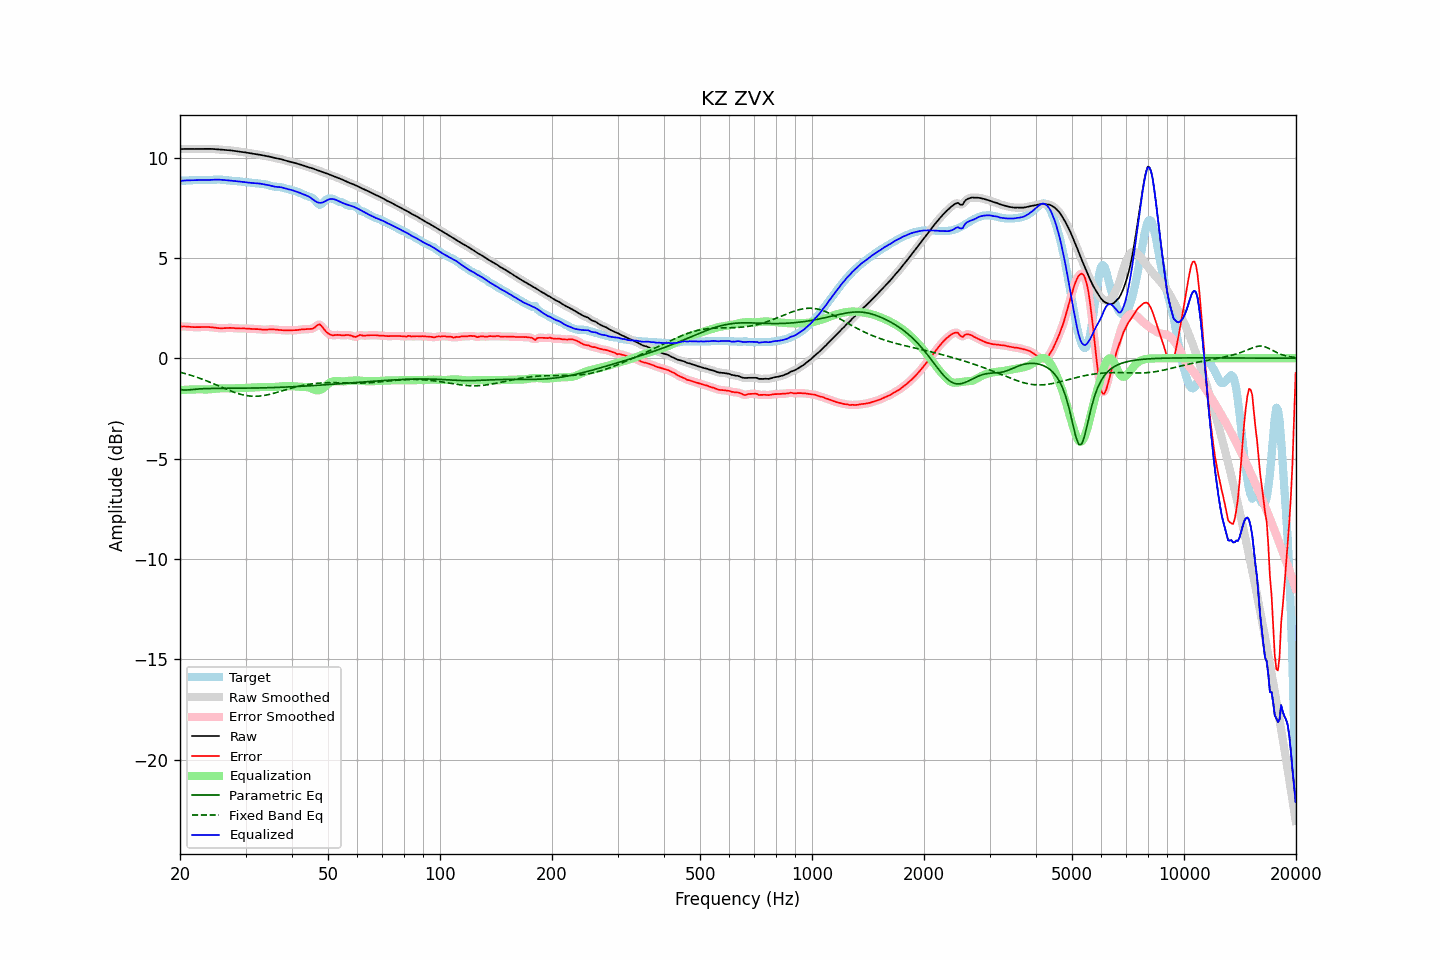 KZ ZVX
Amplitude (dBr)
10
5
0
−5
−10
−15
−20
Target
Raw Smoothed
Error Smoothed
Raw
Error
Equalization
Parametric Eq
Fixed Band Eq
Equalized
20 50 100 200 500 1000 2000 5000 10000 20000
Frequency (Hz)